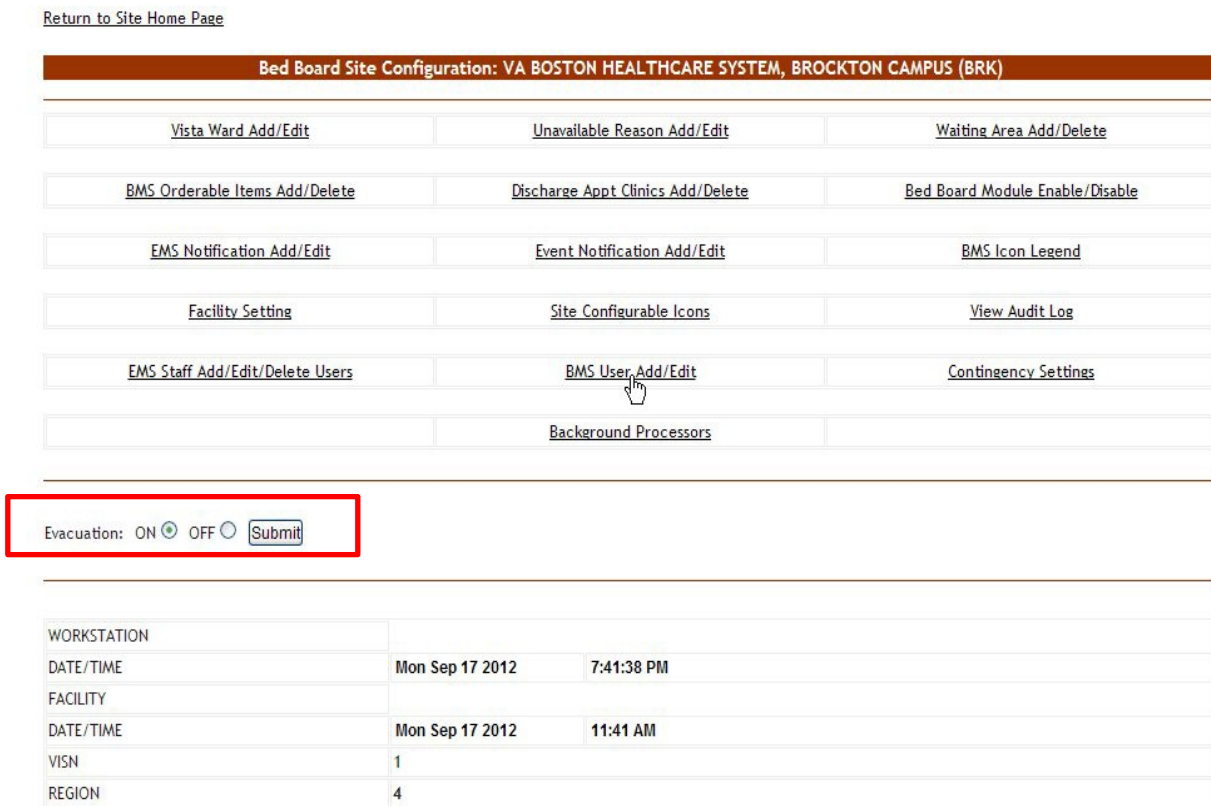 Return to Site Home Page
Bed Board Site Configuration: VA BOSTON HEALTHCARE SYSTEM, BROCKTON CAMPUS (BRK)
Vista Ward Add/Edit Unavailable Reason Add/Edit Waiting Area Add/Delete
BMS Orderable Items Add/Delete Discharge Appt Clinics Add/Delete Bed Board Module Enable/Disable
EMS Notification Add/Edit Event Notification Add/Edit BMS Icon Legend
Facility Setting Site Configurable Icons View Audit Log
EMS Staff Add/Edit/Delete Users BMS User Add/Edit Contingency Settings
Background Processors
Evacuation: ON OFF Submit
WORKSTATION
DATE/TIME Mon Sep 17 2012 7:41:38 PM
FACILITY
DATE/TIME Mon Sep 17 2012 11:41 AM
VISN 1
REGION 4